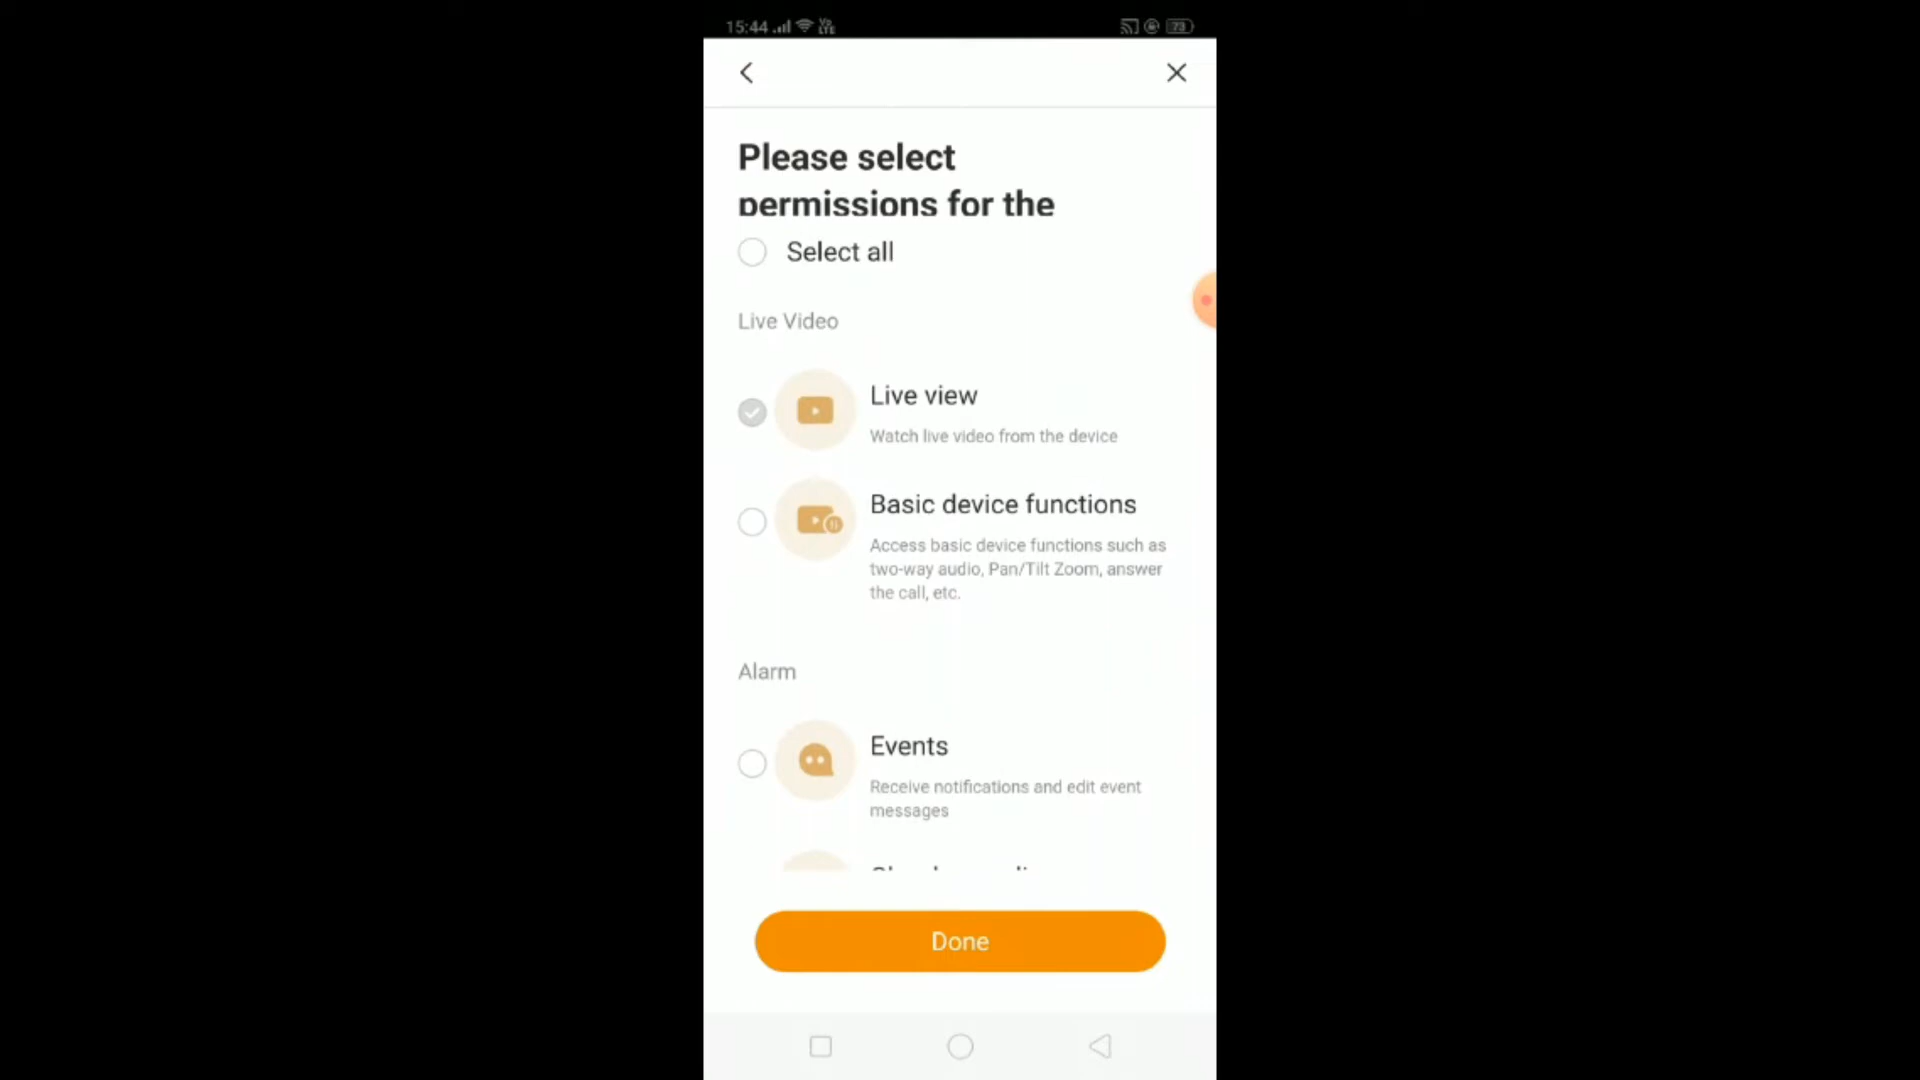 15:44
73
Please select
permissions for the
Select all
Live Video
Live view
Watch live video from the device
Basic device functions
Access basic device functions such as
two-way audio, Pan/Tilt Zoom, answer
the call, etc.
Alarm
Events
Receive notifications and edit event
messages
Done